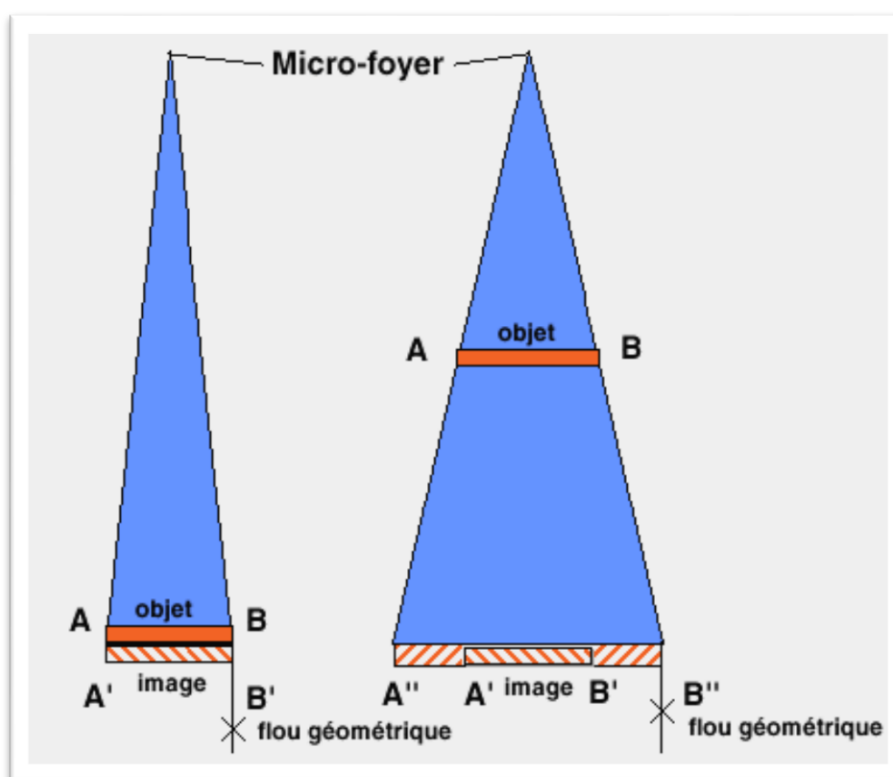 Micro-foyer
objet
A B
A objet B
A' image B'
A'' A' image B' B''
flou géométrique
flou géométrique